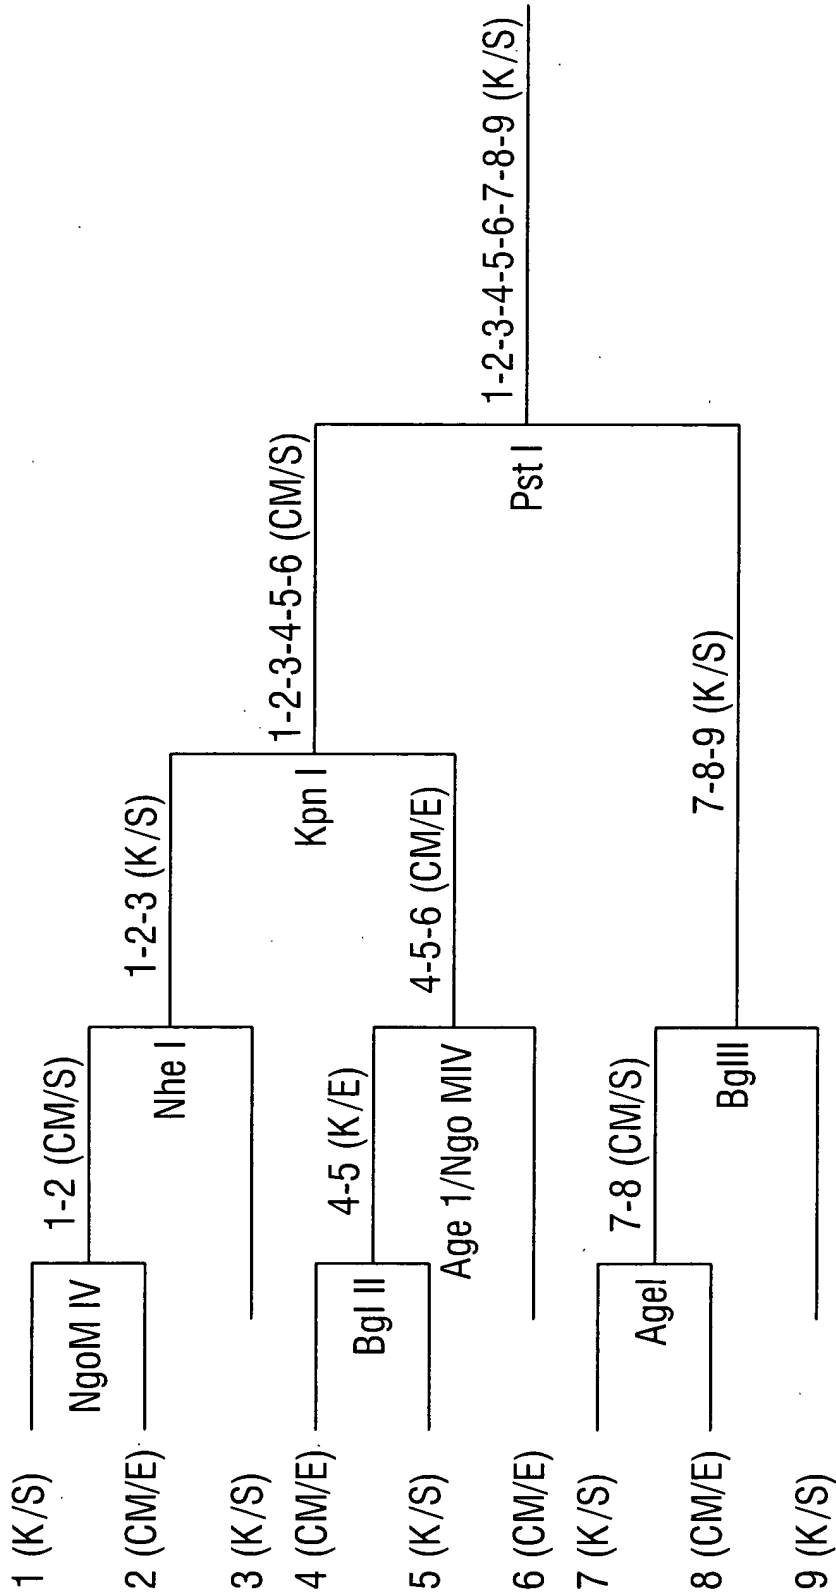 1 (K/S)
2 (CM/E)
3 (K/S)
4 (CM/E)
5 (K/S)
6 (CM/E)
7 (K/S)
8 (CM/E)
9 (K/S)
NgoM IV
Bgl II
AgeI
1-2 (CM/S)
4-5 (K/E)
7-8 (CM/S)
Nhe I
Age 1/Ngo MIV
BglII
1-2-3 (K/S)
4-5-6 (CM/E)
7-8-9 (K/S)
Kpn I
1-2-3-4-5-6 (CM/S)
Pst I
1-2-3-4-5-6-7-8-9 (K/S)